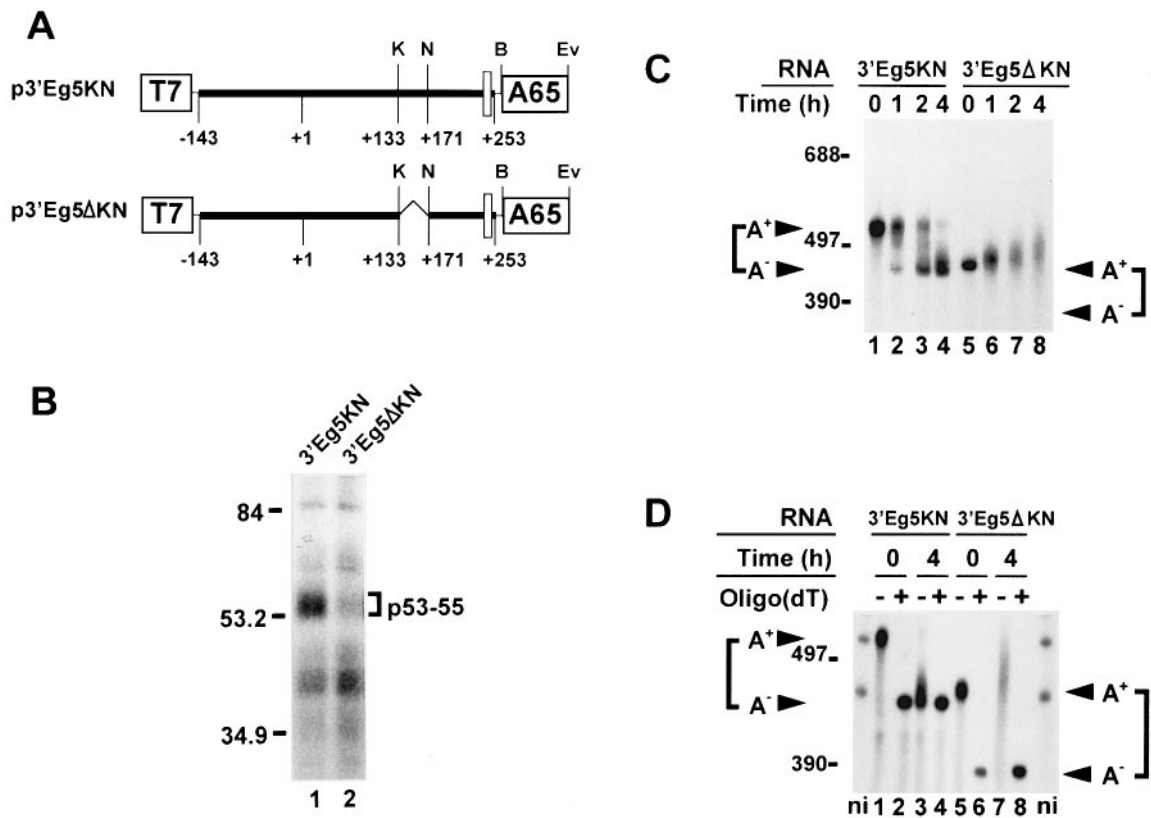 A
K N B Ev
p3'Eg5KN T7 A65
-143 +1 +133 +171 +253
K N B Ev
p3'Eg5ΔKN T7 A65
-143 +1 +133 +171 +253
B
3'Eg5KN
3'Eg5ΔKN
84
53.2
34.9
p53-55
1 2
C
RNA 3'Eg5KN 3'Eg5ΔKN
Time (h) 0 1 2 4 0 1 2 4
688-
A+ 497-
A- A+
390- A-
1 2 3 4 5 6 7 8
D
RNA 3'Eg5KN 3'Eg5ΔKN
Time (h) 0 4 0 4
Oligo(dT) - + - + - + - +
A+ 497-
A- A+
390- A-
ni 1 2 3 4 5 6 7 8 ni